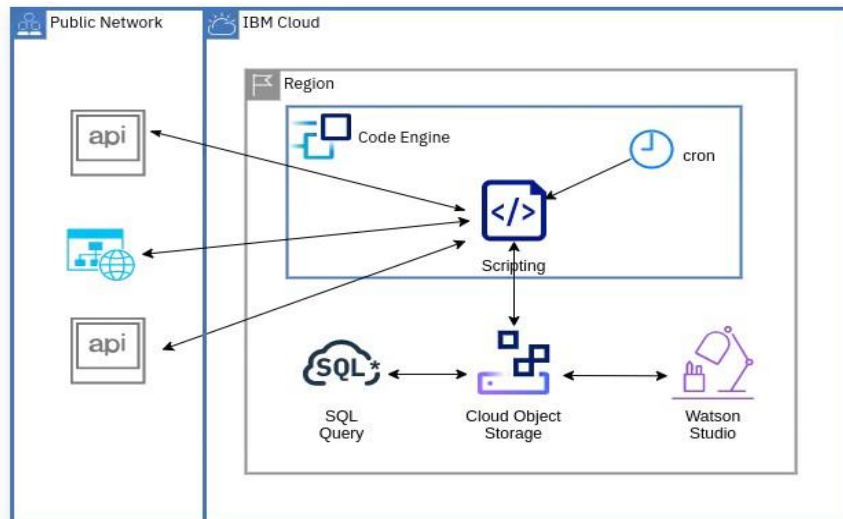 Public Network
IBM Cloud
Region
api
Code Engine
cron
</>
Scripting
api
SQL*
SQL
Query
Cloud Object
Storage
Watson
Studio